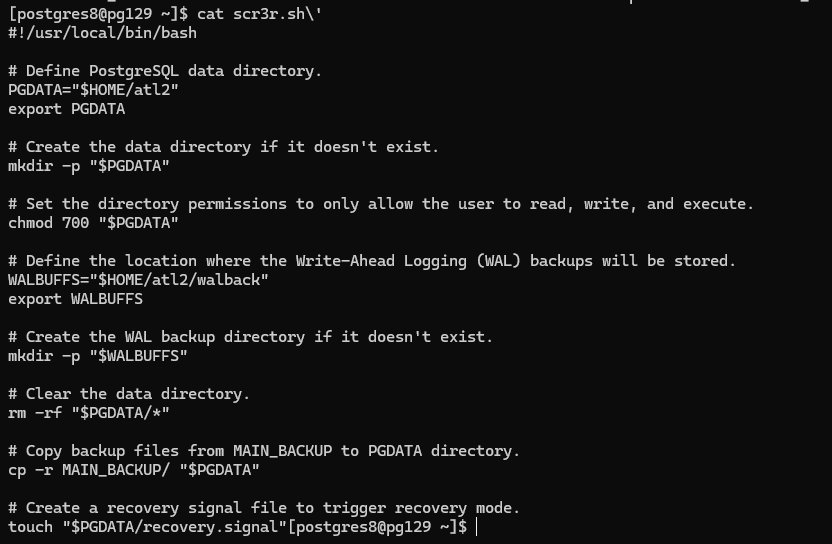 [postgres8@pg129 ~]$ cat scr3r.sh\'
#!/usr/local/bin/bash
# Define PostgreSQL data directory.
PGDATA="$HOME/atl2"
export PGDATA
# Create the data directory if it doesn't exist.
mkdir -p "$PGDATA"
# Set the directory permissions to only allow the user to read, write, and execute.
chmod 700 "$PGDATA"
# Define the location where the Write-Ahead Logging (WAL) backups will be stored.
WALBUFFS="$HOME/atl2/walback"
export WALBUFFS
# Create the WAL backup directory if it doesn't exist.
mkdir -p "$WALBUFFS"
# Clear the data directory.
rm -rf "$PGDATA/*"
# Copy backup files from MAIN_BACKUP to PGDATA directory.
cp -r MAIN_BACKUP/ "$PGDATA"
# Create a recovery signal file to trigger recovery mode.
touch "$PGDATA/recovery.signal"[postgres8@pg129 ~]$